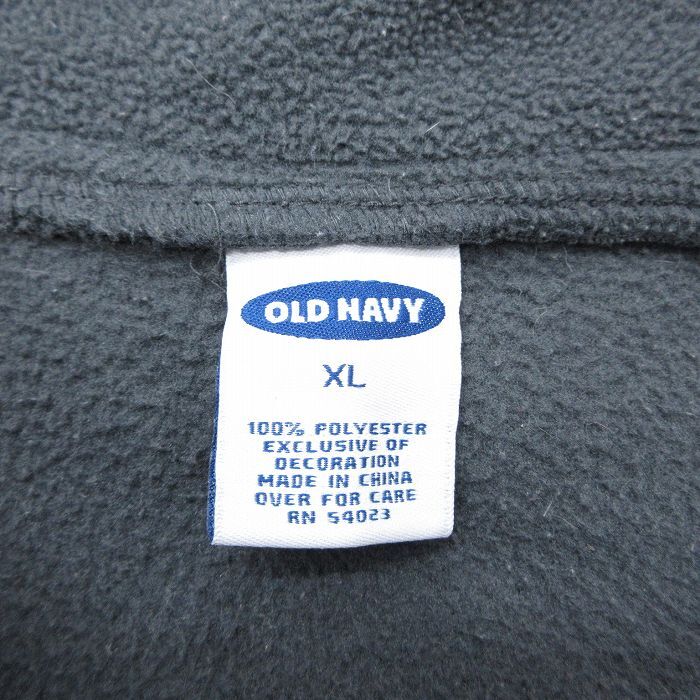 OLD NAVY
XL
100% POLYESTER
EXCLUSIVE OF
DECORATION
MADE IN CHINA
OVER FOR CARE
RN 54023